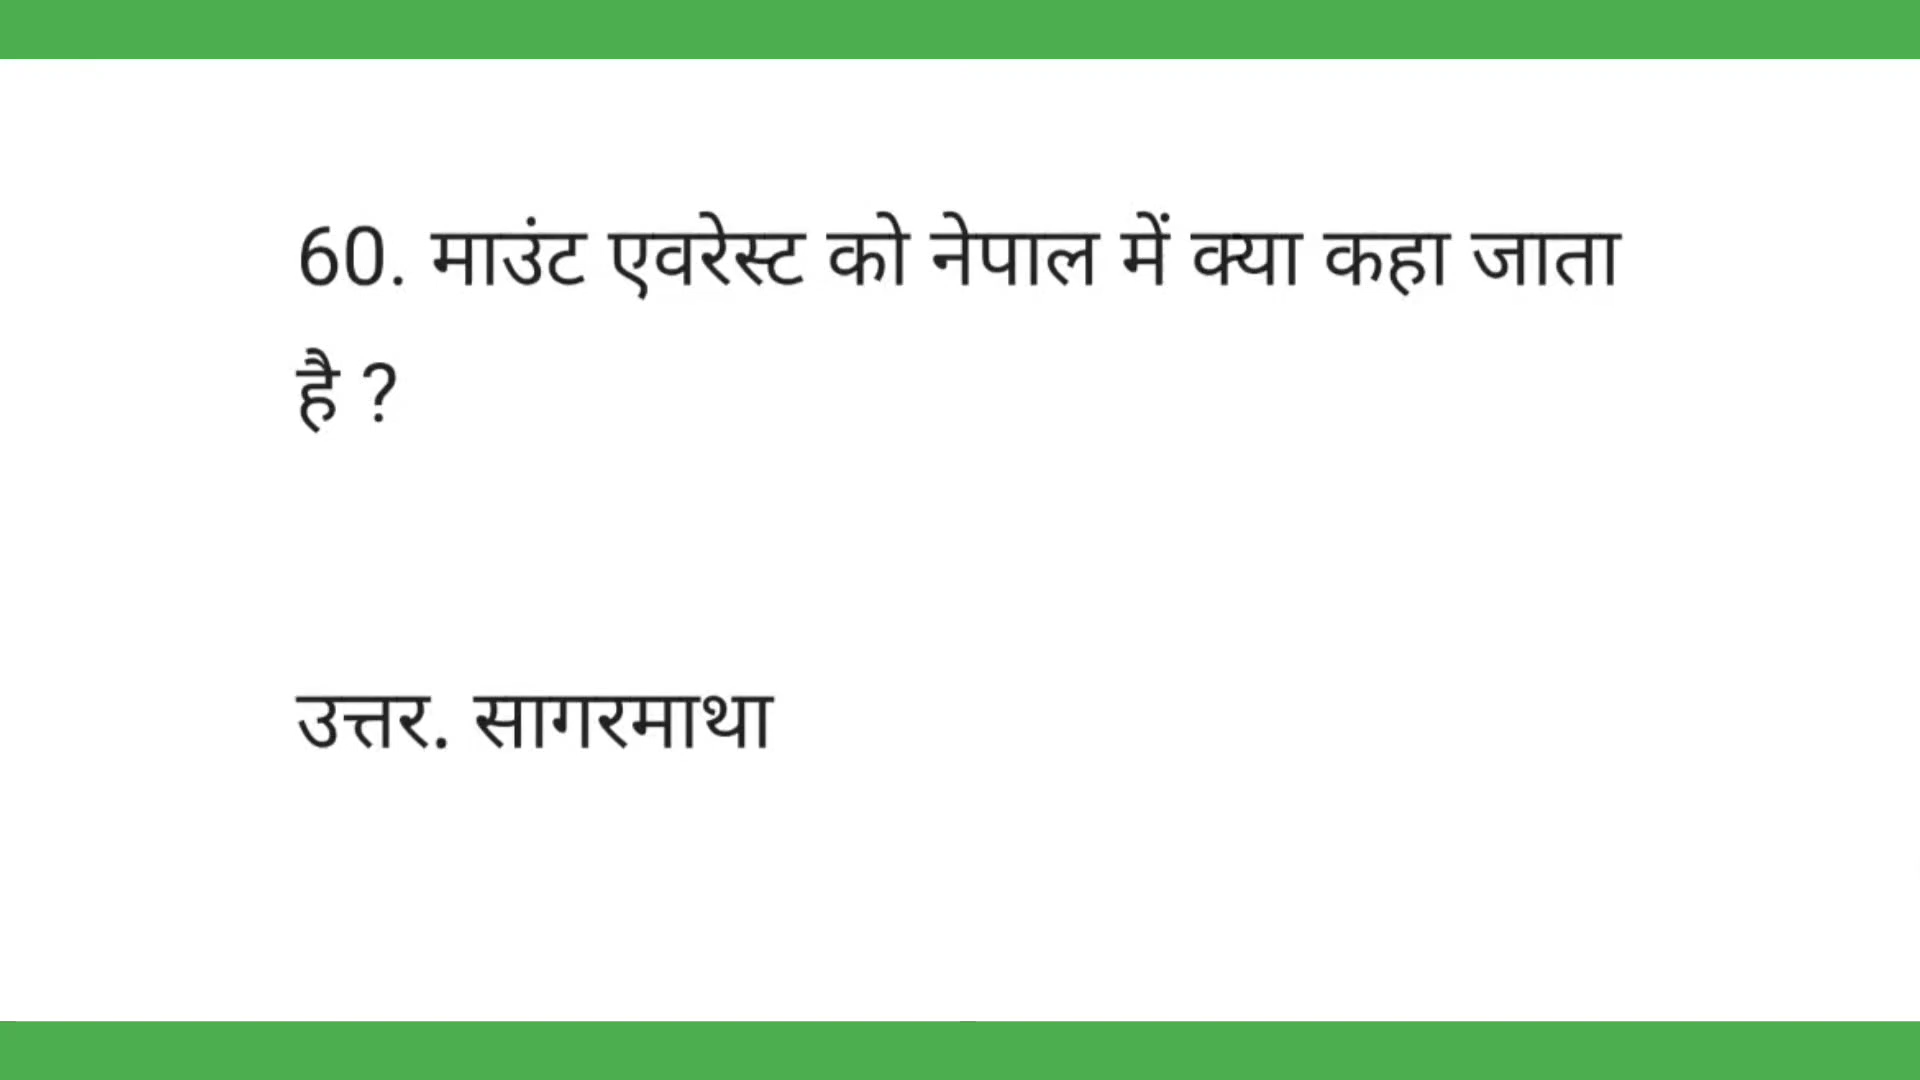 60. माउंट एवरेस्ट को नेपाल में क्या कहा जाता
है ?
उत्तर. सागरमाथा